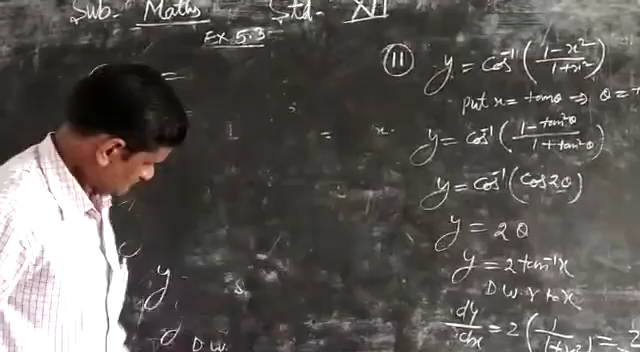 Sub- Maths Std- XII
EX 5.3
(11) y = cos⁻¹(1-x²/1+x²)
put x = tanθ ⇒ θ =
y = cos⁻¹(1-tan²θ/1+tan²θ)
y = cos⁻¹(cos2θ)
y = 2θ
y = 2tan⁻¹x
D.W.r to x
dy/dx = 2(1/1+x²) = 2
y
D.W.